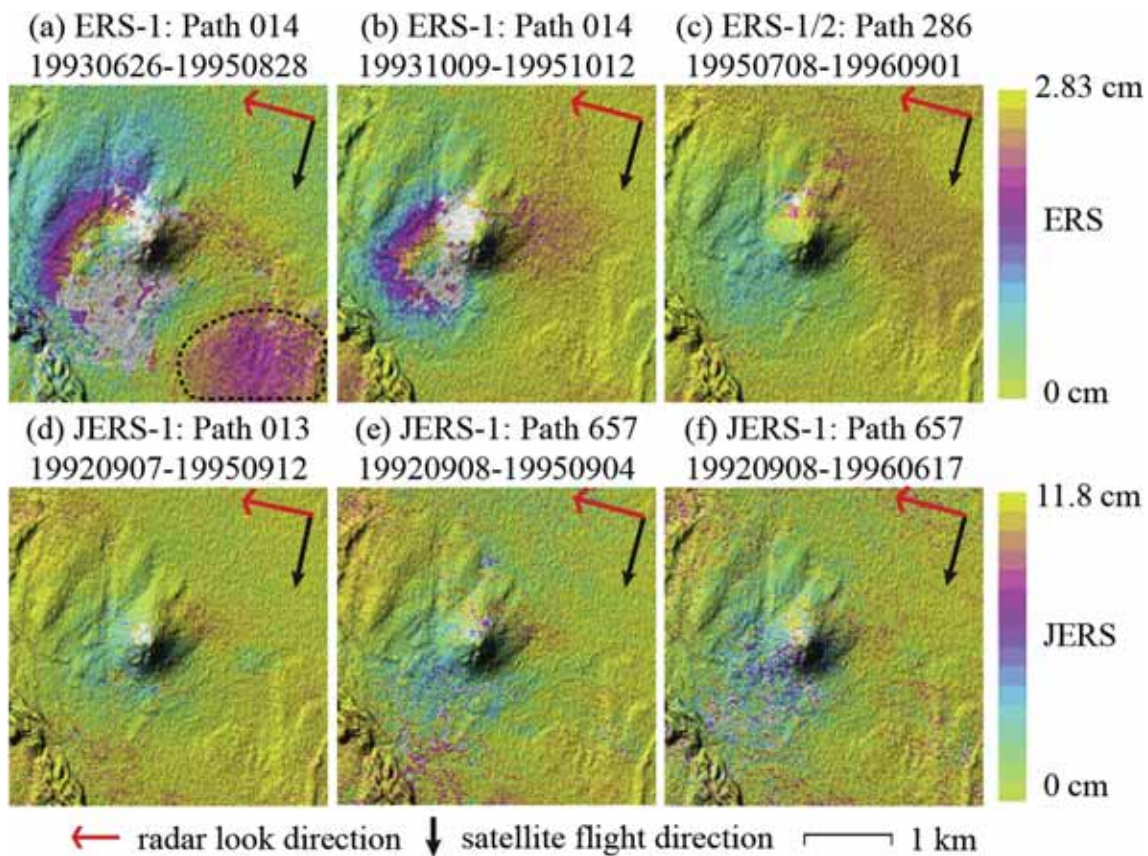 (a) ERS-1: Path 014
19930626-19950828
(b) ERS-1: Path 014
19931009-19951012
(c) ERS-1/2: Path 286
19950708-19960901
2.83 cm
ERS
0 cm
(d) JERS-1: Path 013
19920907-19950912
(e) JERS-1: Path 657
19920908-19950904
(f) JERS-1: Path 657
19920908-19960617
11.8 cm
JERS
0 cm
radar look direction
satellite flight direction
1 km